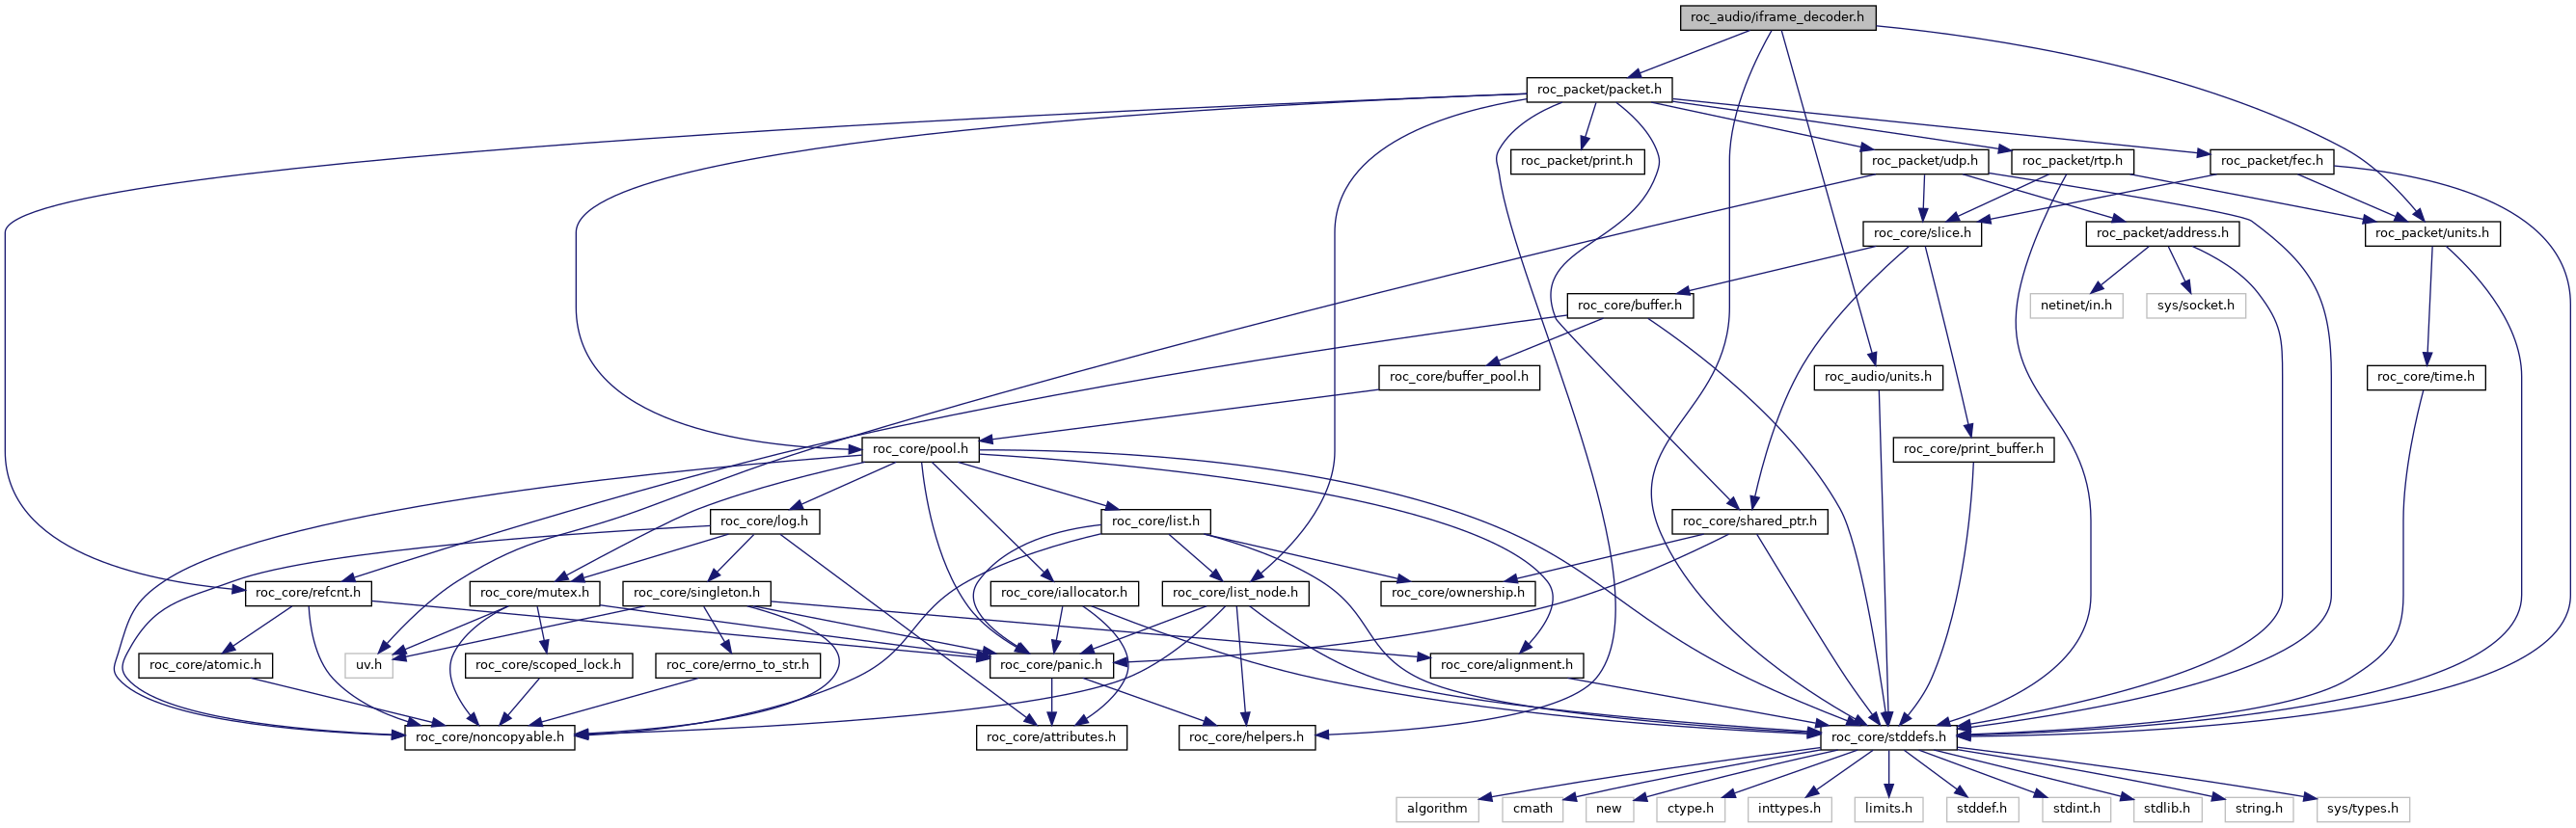 roc_audio/iframe_decoder.h
roc_packet/packet.h
roc_packet/print.h
roc_packet/udp.h
roc_packet/rtp.h
roc_packet/fec.h
roc_core/slice.h
roc_packet/address.h
roc_packet/units.h
roc_core/buffer.h
netinet/in.h
sys/socket.h
roc_core/buffer_pool.h
roc_audio/units.h
roc_core/time.h
roc_core/pool.h
roc_core/print_buffer.h
roc_core/log.h
roc_core/list.h
roc_core/shared_ptr.h
roc_core/refcnt.h
roc_core/mutex.h
roc_core/singleton.h
roc_core/iallocator.h
roc_core/list_node.h
roc_core/ownership.h
roc_core/atomic.h
uv.h
roc_core/scoped_lock.h
roc_core/errno_to_str.h
roc_core/panic.h
roc_core/alignment.h
roc_core/noncopyable.h
roc_core/attributes.h
roc_core/helpers.h
roc_core/stddefs.h
algorithm
cmath
new
ctype.h
inttypes.h
limits.h
stddef.h
stdint.h
stdlib.h
string.h
sys/types.h